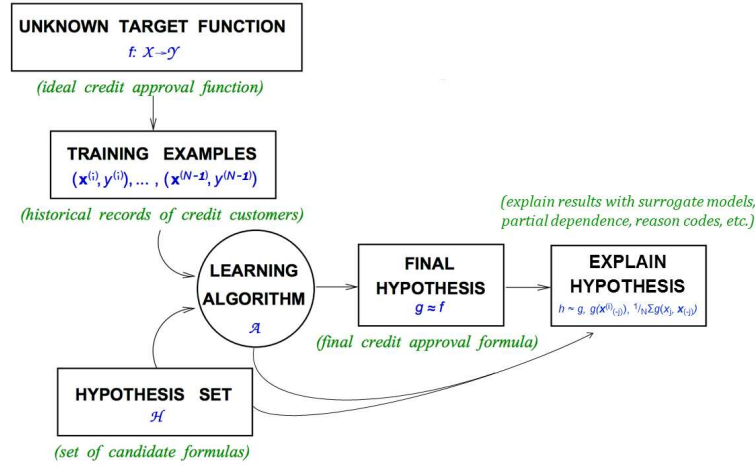 UNKNOWN TARGET FUNCTION
f: X→Y
(ideal credit approval function)
TRAINING EXAMPLES
(x⁽ⁱ⁾, y⁽ⁱ⁾), ... , (x⁽ᴺ⁻¹⁾, y⁽ᴺ⁻¹⁾)
(historical records of credit customers)
LEARNING
ALGORITHM
A
HYPOTHESIS SET
H
(set of candidate formulas)
FINAL
HYPOTHESIS
g ≈ f
(final credit approval formula)
(explain results with surrogate models,
partial dependence, reason codes, etc.)
EXPLAIN
HYPOTHESIS
h ~ g, g(x⁽ⁱ⁾₍₋ⱼ₎), ¹/NΣg(xⱼ, x₍₋ⱼ₎)